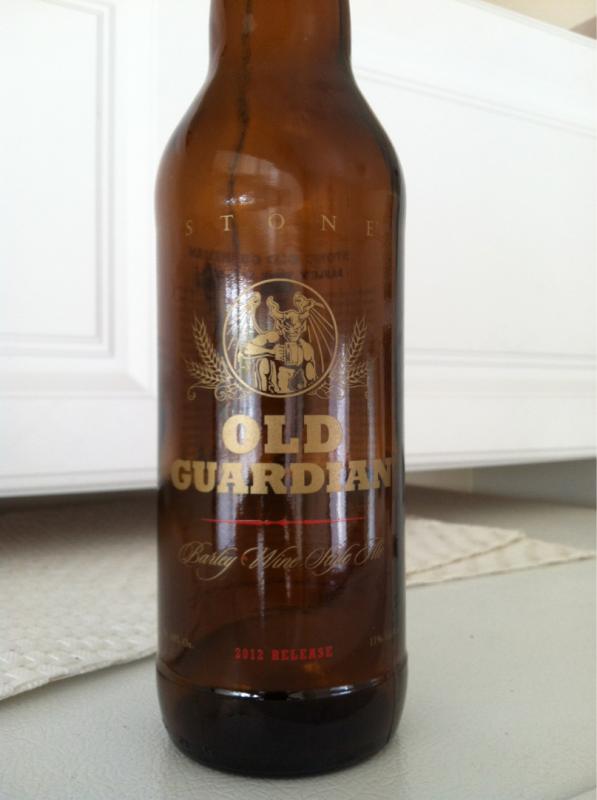 STONE
OLD
GUARDIAN
Barley Wine Style Ale
2012 RELEASE